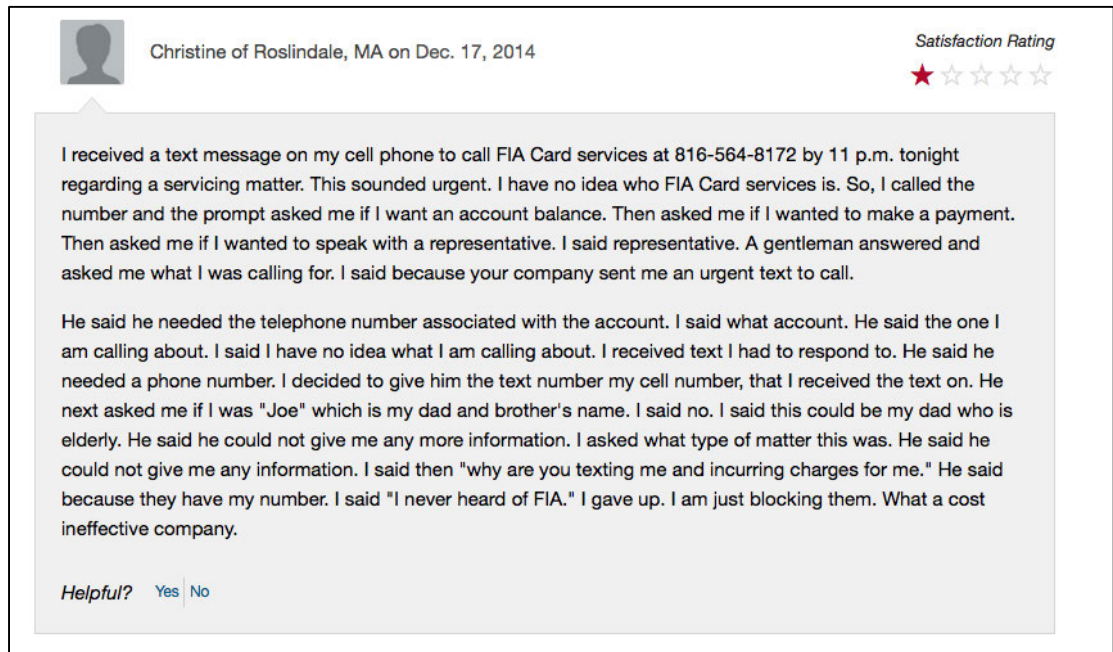 Christine of Roslindale, MA on Dec. 17, 2014
Satisfaction Rating
I received a text message on my cell phone to call FIA Card services at 816-564-8172 by 11 p.m. tonight
regarding a servicing matter. This sounded urgent. I have no idea who FIA Card services is. So, I called the
number and the prompt asked me if I want an account balance. Then asked me if I wanted to make a payment.
Then asked me if I wanted to speak with a representative. I said representative. A gentleman answered and
asked me what I was calling for. I said because your company sent me an urgent text to call.
He said he needed the telephone number associated with the account. I said what account. He said the one I
am calling about. I said I have no idea what I am calling about. I received text I had to respond to. He said he
needed a phone number. I decided to give him the text number my cell number, that I received the text on. He
next asked me if I was "Joe" which is my dad and brother's name. I said no. I said this could be my dad who is
elderly. He said he could not give me any more information. I asked what type of matter this was. He said he
could not give me any information. I said then "why are you texting me and incurring charges for me." He said
because they have my number. I said "I never heard of FIA." I gave up. I am just blocking them. What a cost
ineffective company.
Helpful? Yes No